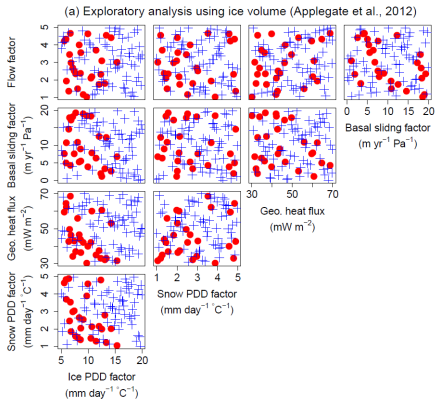 (a) Exploratory analysis using ice volume (Applegate et al., 2012)
Flow factor
1 2 3 4 5
Basal slidng factor
(m yr⁻¹ Pa⁻¹)
0 5 10 15 20
Basal slidng factor
(m yr⁻¹ Pa⁻¹)
0 5 10 15 20
Geo. heat flux
(mW m⁻²)
30 50 70
Geo. heat flux
(mW m⁻²)
30 50 70
Snow PDD factor
(mm day⁻¹ °C⁻¹)
1 2 3 4 5
Snow PDD factor
(mm day⁻¹ °C⁻¹)
1 2 3 4 5
5 10 15 20
Ice PDD factor
(mm day⁻¹ °C⁻¹)